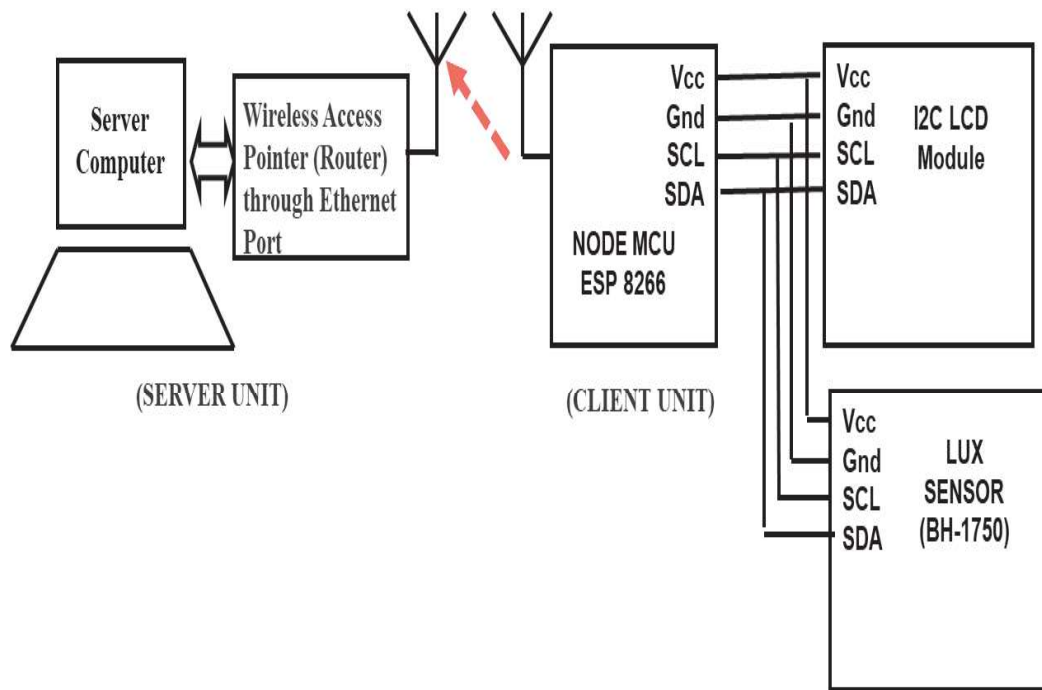 Server
Computer
Wireless Access
Pointer (Router)
through Ethernet
Port
(SERVER UNIT)
Vcc
Gnd
SCL
SDA
NODE MCU
ESP 8266
(CLIENT UNIT)
Vcc
Gnd
SCL
SDA
I2C LCD
Module
Vcc
Gnd
SCL
SDA
LUX
SENSOR
(BH-1750)